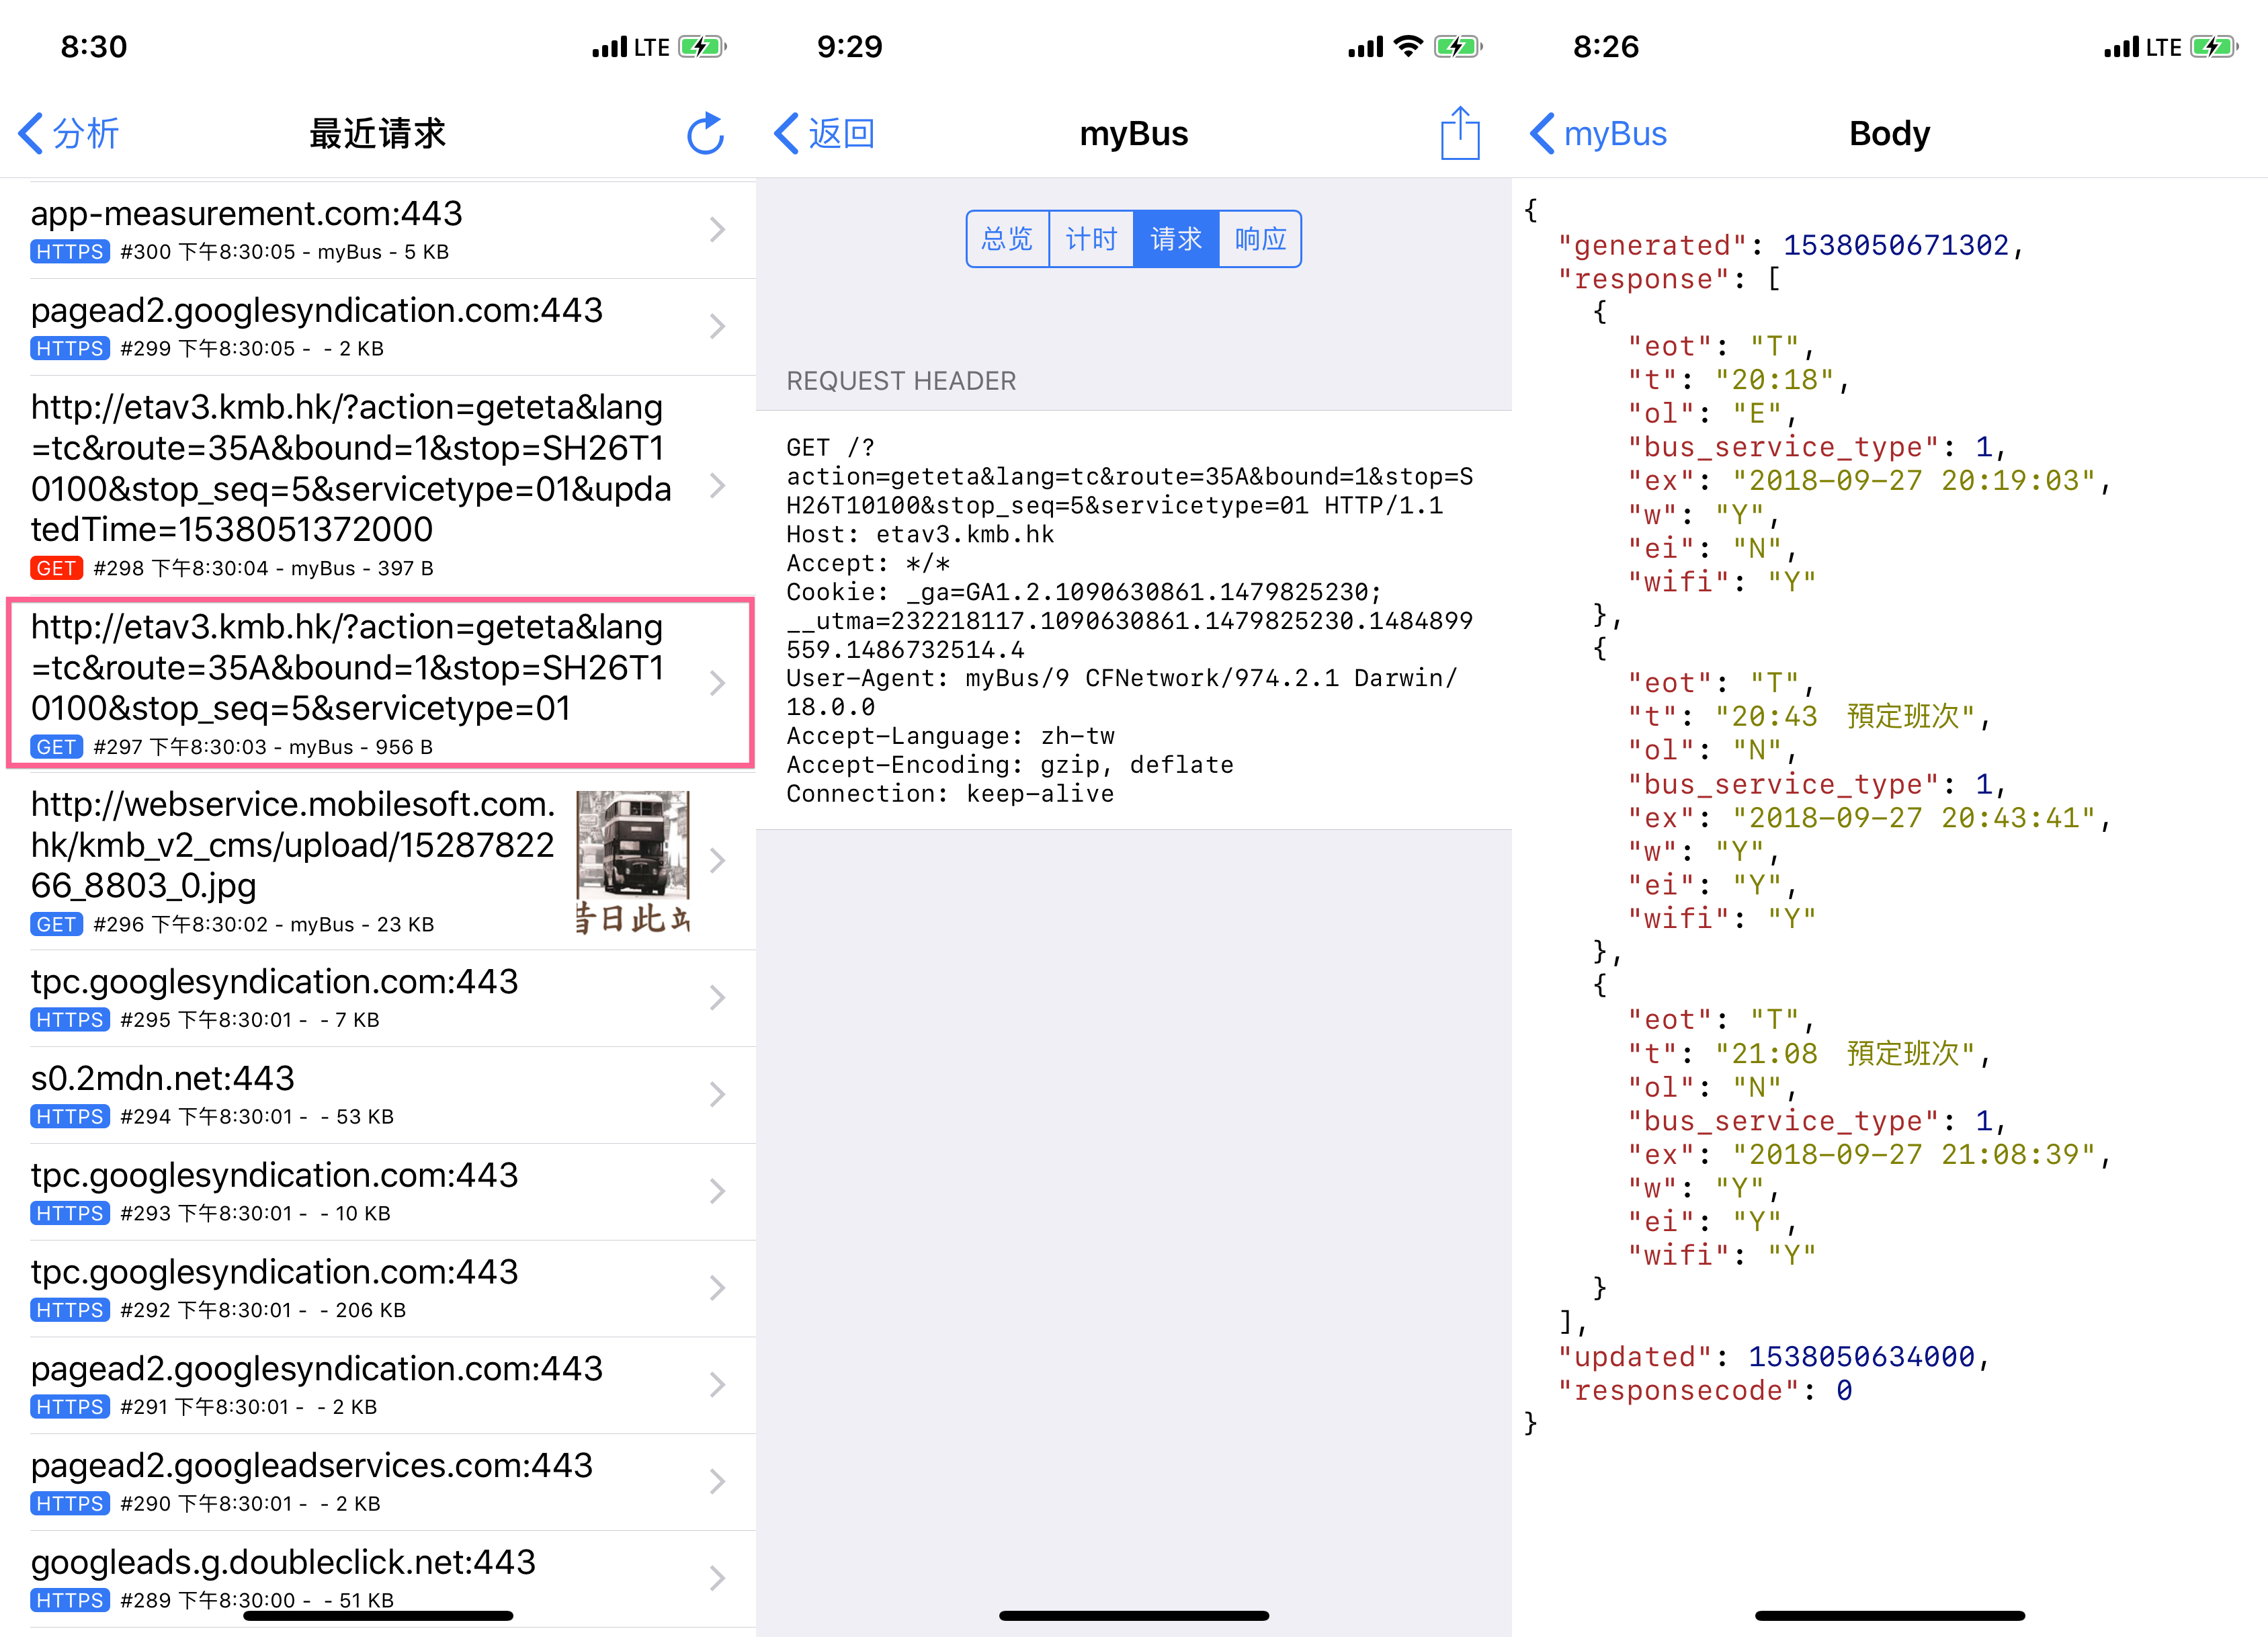 8:30
LTE
分析
最近请求
app-measurement.com:443
HTTPS #300 下午8:30:05 - myBus - 5 KB
pagead2.googlesyndication.com:443
HTTPS #299 下午8:30:05 - - 2 KB
http://etav3.kmb.hk/?action=geteta&lang
=tc&route=35A&bound=1&stop=SH26T1
0100&stop_seq=5&servicetype=01&upda
tedTime=1538051372000
GET #298 下午8:30:04 - myBus - 397 B
http://etav3.kmb.hk/?action=geteta&lang
=tc&route=35A&bound=1&stop=SH26T1
0100&stop_seq=5&servicetype=01
GET #297 下午8:30:03 - myBus - 956 B
http://webservice.mobilesoft.com.
hk/kmb_v2_cms/upload/15287822
66_8803_0.jpg
GET #296 下午8:30:02 - myBus - 23 KB
昔日此站
tpc.googlesyndication.com:443
HTTPS #295 下午8:30:01 - - 7 KB
s0.2mdn.net:443
HTTPS #294 下午8:30:01 - - 53 KB
tpc.googlesyndication.com:443
HTTPS #293 下午8:30:01 - - 10 KB
tpc.googlesyndication.com:443
HTTPS #292 下午8:30:01 - - 206 KB
pagead2.googlesyndication.com:443
HTTPS #291 下午8:30:01 - - 2 KB
pagead2.googleadservices.com:443
HTTPS #290 下午8:30:01 - - 2 KB
googleads.g.doubleclick.net:443
HTTPS #289 下午8:30:00 - - 51 KB
9:29
返回
myBus
总览 计时 请求 响应
REQUEST HEADER
GET /?
action=geteta&lang=tc&route=35A&bound=1&stop=S
H26T10100&stop_seq=5&servicetype=01 HTTP/1.1
Host: etav3.kmb.hk
Accept: */*
Cookie: _ga=GA1.2.1090630861.1479825230;
__utma=232218117.1090630861.1479825230.1484899
559.1486732514.4
User-Agent: myBus/9 CFNetwork/974.2.1 Darwin/
18.0.0
Accept-Language: zh-tw
Accept-Encoding: gzip, deflate
Connection: keep-alive
8:26
LTE
myBus
Body
{
"generated": 1538050671302,
"response": [
{
"eot": "T",
"t": "20:18",
"ol": "E",
"bus_service_type": 1,
"ex": "2018-09-27 20:19:03",
"w": "Y",
"ei": "N",
"wifi": "Y"
},
{
"eot": "T",
"t": "20:43　預定班次",
"ol": "N",
"bus_service_type": 1,
"ex": "2018-09-27 20:43:41",
"w": "Y",
"ei": "Y",
"wifi": "Y"
},
{
"eot": "T",
"t": "21:08　預定班次",
"ol": "N",
"bus_service_type": 1,
"ex": "2018-09-27 21:08:39",
"w": "Y",
"ei": "Y",
"wifi": "Y"
}
],
"updated": 1538050634000,
"responsecode": 0
}